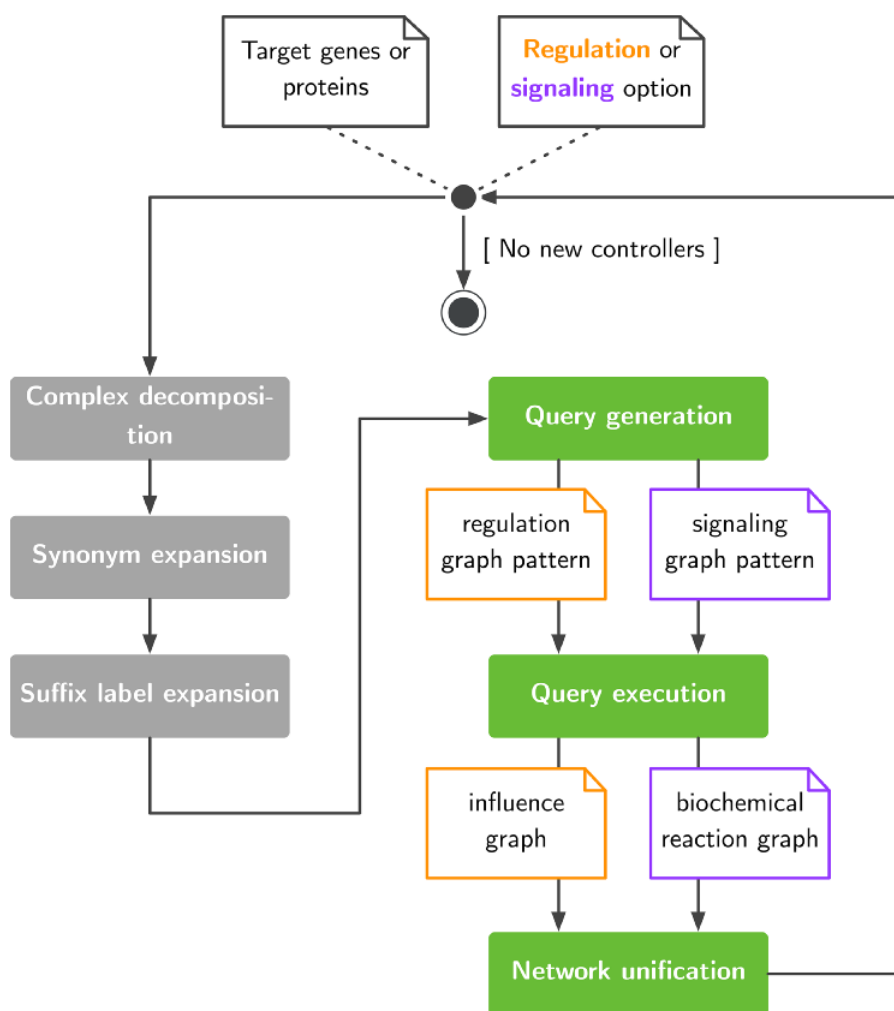 Target genes or
proteins
Regulation or
signaling option
[ No new controllers ]
Complex decomposi-
tion
Synonym expansion
Suffix label expansion
Query generation
regulation
graph pattern
signaling
graph pattern
Query execution
influence
graph
biochemical
reaction graph
Network unification